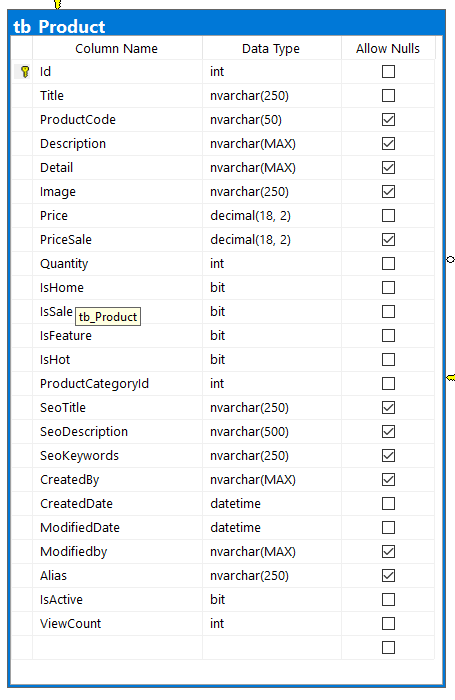 tb_Product
Column Name Data Type Allow Nulls
Id int
Title nvarchar(250)
ProductCode nvarchar(50)
Description nvarchar(MAX)
Detail nvarchar(MAX)
Image nvarchar(250)
Price decimal(18, 2)
PriceSale decimal(18, 2)
Quantity int
IsHome bit
IsSale bit
tb_Product
IsFeature bit
IsHot bit
ProductCategoryId int
SeoTitle nvarchar(250)
SeoDescription nvarchar(500)
SeoKeywords nvarchar(250)
CreatedBy nvarchar(MAX)
CreatedDate datetime
ModifiedDate datetime
Modifiedby nvarchar(MAX)
Alias nvarchar(250)
IsActive bit
ViewCount int